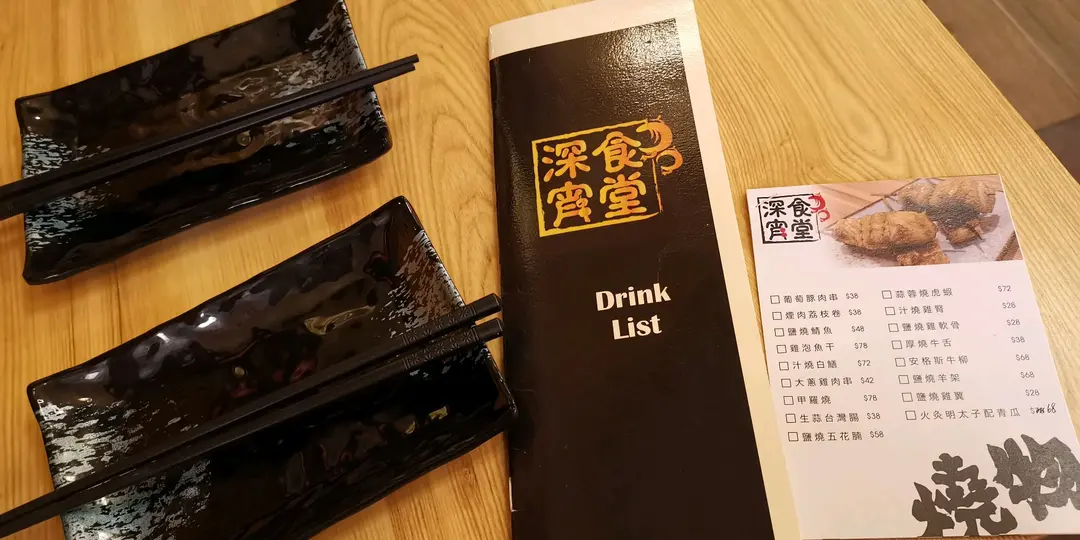 深食
宵堂
Drink
List
深食
宵堂
葡萄豚肉串 $38
煙肉荔枝卷 $38
鹽燒鯖魚 $48
雞泡魚干 $78
汁燒白鱔 $72
大蔥雞肉串 $42
甲羅燒 $78
生蒜台灣腸 $38
鹽燒五花腩 $58
蒜蓉燒虎蝦 $72
汁燒雞腎 $28
鹽燒雞軟骨 $28
厚燒牛舌 $38
安格斯牛柳 $68
鹽燒羊架 $68
鹽燒雞翼 $28
火灸明太子配青瓜 68
燒物